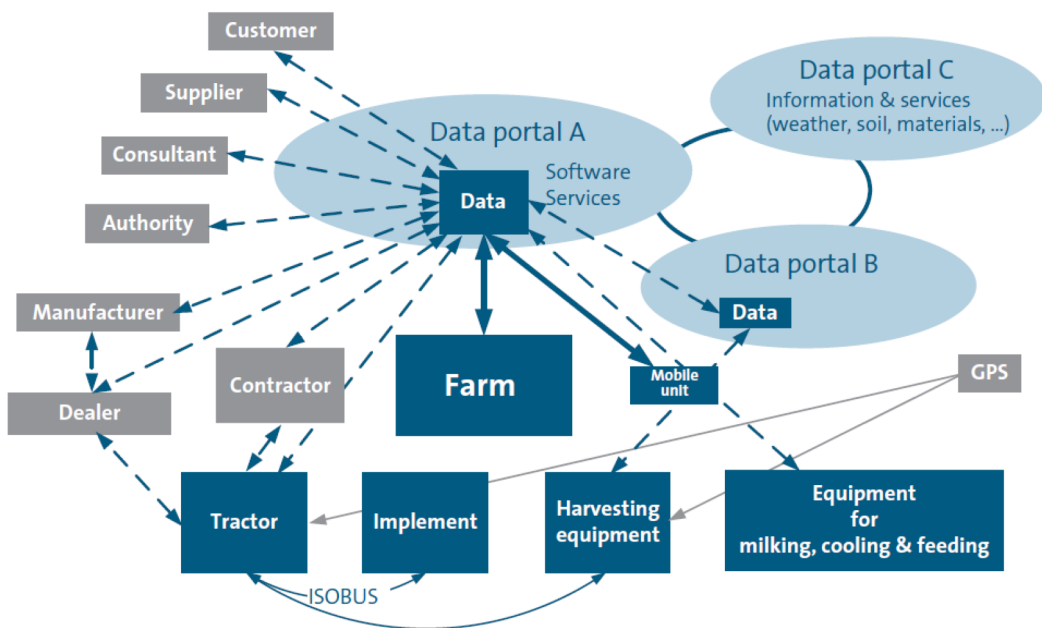 Customer
Supplier
Consultant
Authority
Manufacturer
Dealer
Contractor
Data portal A
Software
Services
Data
Data portal C
Information & services
(weather, soil, materials, ...)
Data portal B
Data
Farm
Mobile
unit
GPS
Tractor
Implement
Harvesting
equipment
Equipment
for
milking, cooling & feeding
ISOBUS